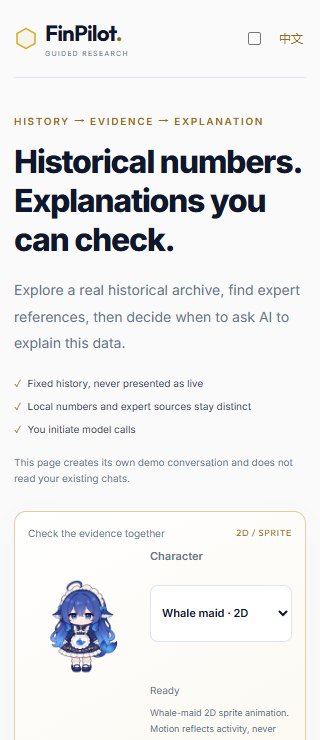 FinPilot.
GUIDED RESEARCH
中文
HISTORY → EVIDENCE → EXPLANATION
Historical numbers.
Explanations you
can check.
Explore a real historical archive, find expert
references, then decide when to ask AI to
explain this data.
✓ Fixed history, never presented as live
✓ Local numbers and expert sources stay distinct
✓ You initiate model calls
This page creates its own demo conversation and does not
read your existing chats.
Check the evidence together
2D / SPRITE
Character
Whale maid · 2D
Ready
Whale-maid 2D sprite animation.
Motion reflects activity, never